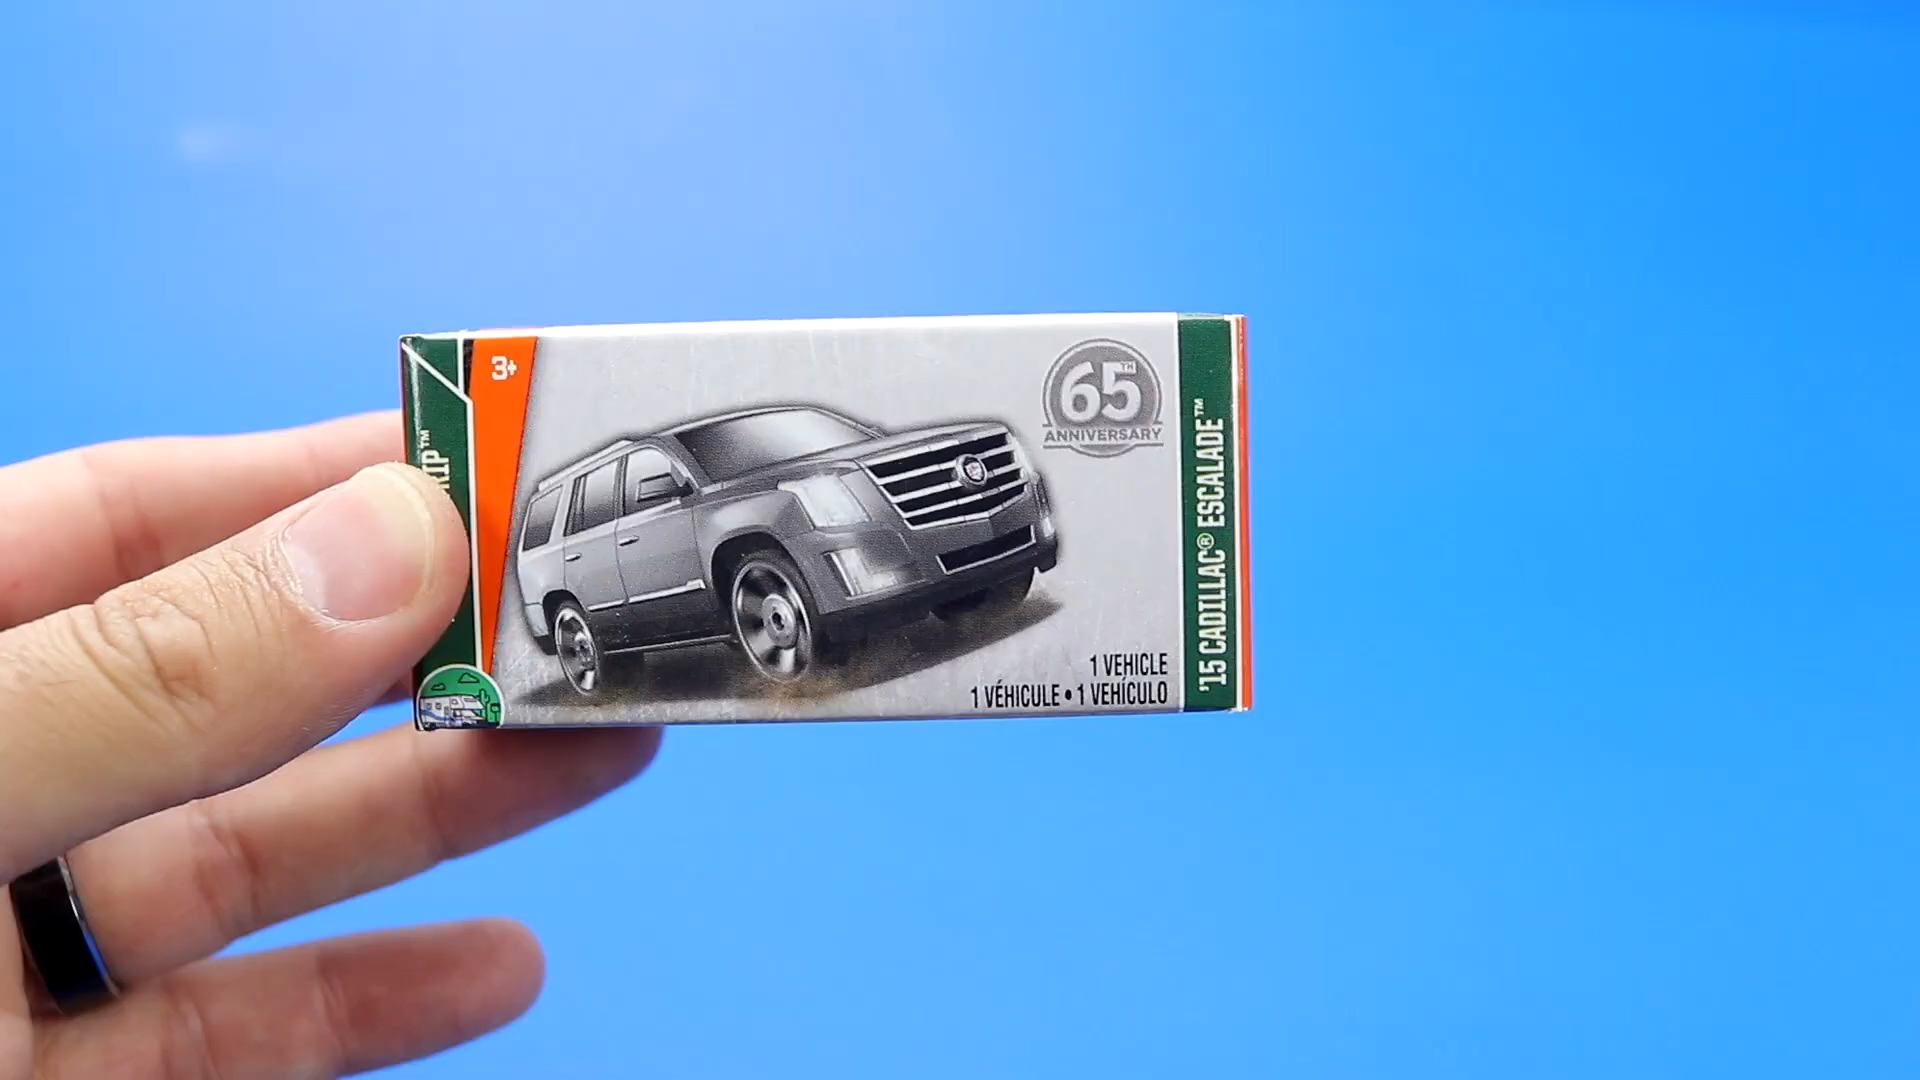 3+
65TH
ANNIVERSARY
1 VEHICLE
1 VÉHICULE • 1 VEHÍCULO
'15 CADILLAC® ESCALADE™